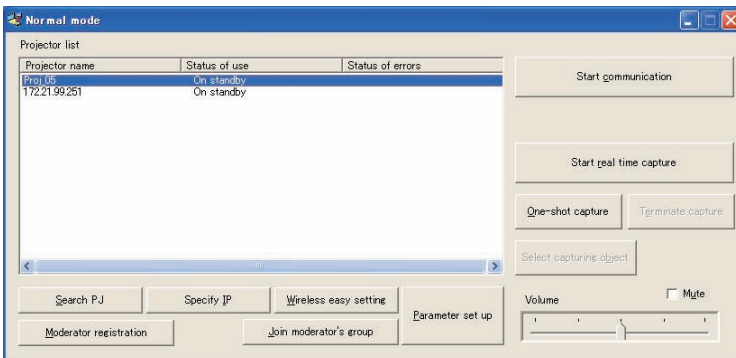 Normal mode
Projector list
Projector name Status of use Status of errors
Proj_05 On standby
172.21.99.251 On standby
Start communication
Start real time capture
One-shot capture Terminate capture
Select capturing object
Search PJ Specify IP Wireless easy setting
Parameter set up
Moderator registration Join moderator's group
Volume Mute